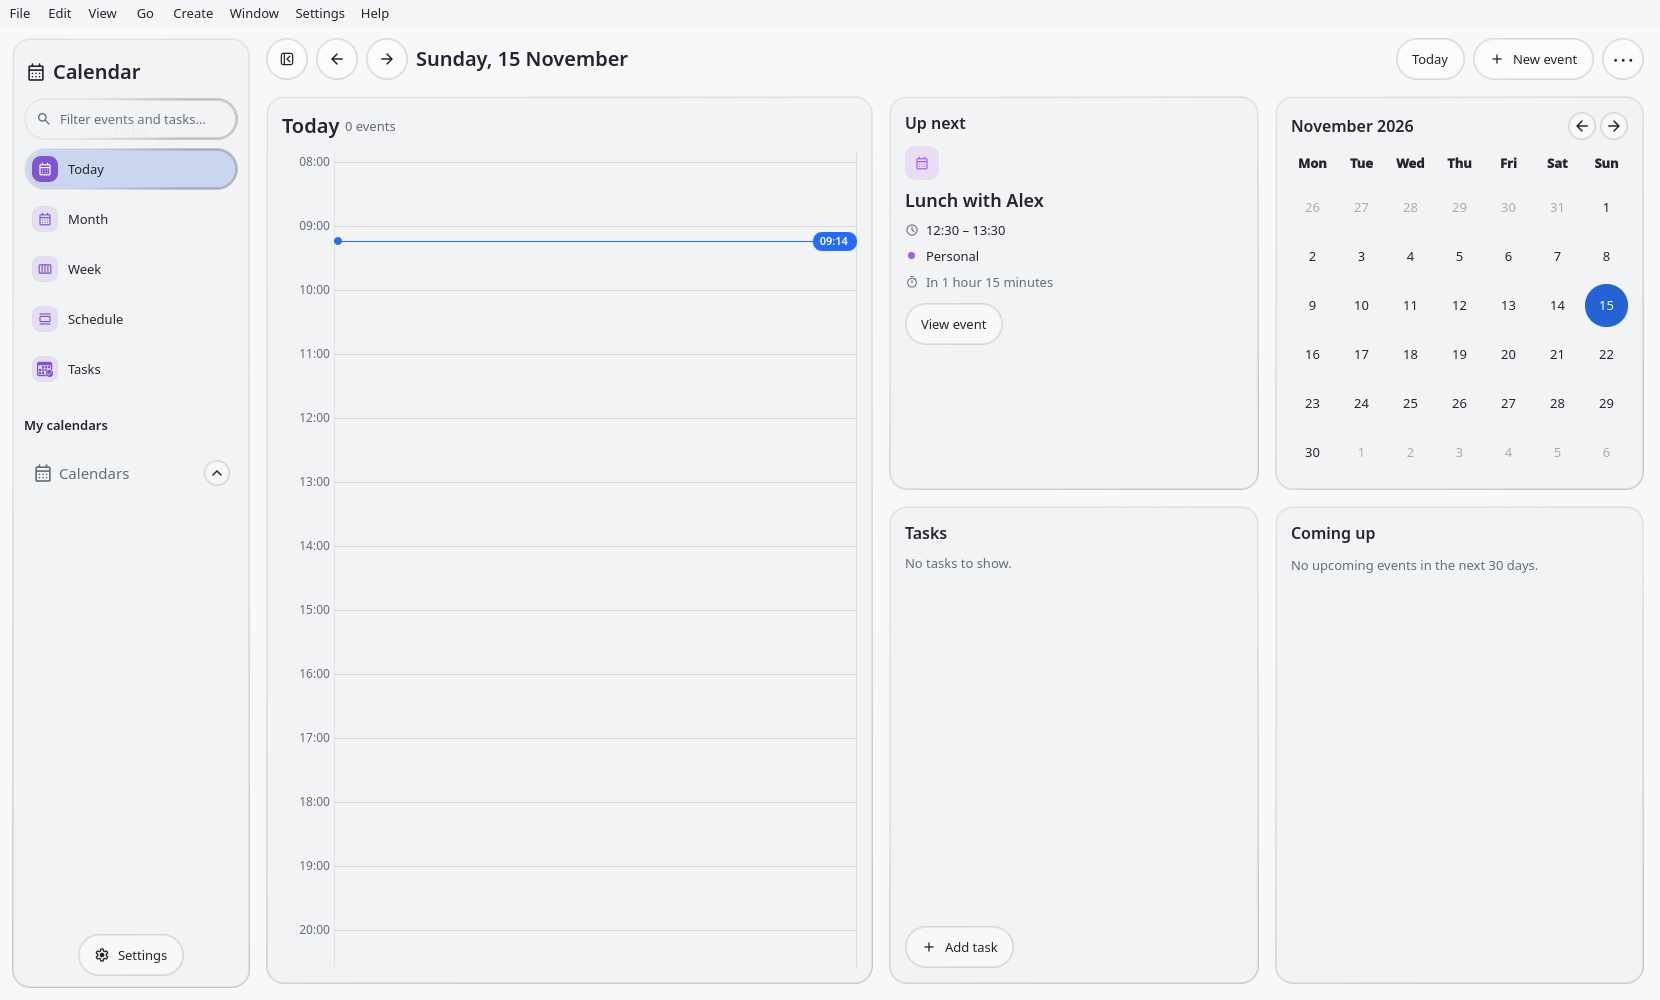 File Edit View Go Create Window Settings Help
Calendar
Filter events and tasks...
Today
Month
Week
Schedule
Tasks
My calendars
Calendars
Settings
Sunday, 15 November
Today
New event
Today 0 events
08:00
09:00
09:14
10:00
11:00
12:00
13:00
14:00
15:00
16:00
17:00
18:00
19:00
20:00
Up next
Lunch with Alex
12:30 – 13:30
Personal
In 1 hour 15 minutes
View event
November 2026
Mon Tue Wed Thu Fri Sat Sun
26 27 28 29 30 31 1
2 3 4 5 6 7 8
9 10 11 12 13 14 15
16 17 18 19 20 21 22
23 24 25 26 27 28 29
30 1 2 3 4 5 6
Tasks
No tasks to show.
Add task
Coming up
No upcoming events in the next 30 days.